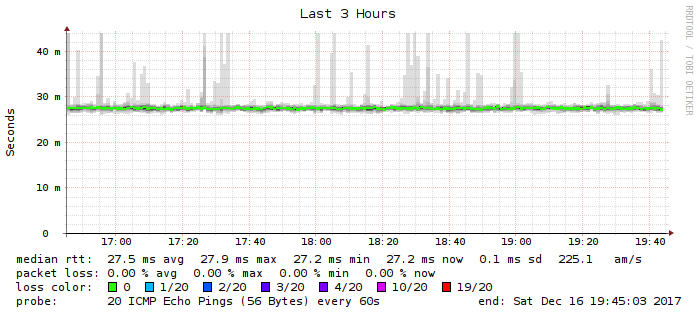 Last 3 Hours
RRDTOOL / TOBI OETIKER
Seconds
40 m
30 m
20 m
10 m
0
17:00 17:20 17:40 18:00 18:20 18:40 19:00 19:20 19:40
median rtt: 27.5 ms avg 27.9 ms max 27.2 ms min 27.2 ms now 0.1 ms sd 225.1 am/s
packet loss: 0.00 % avg 0.00 % max 0.00 % min 0.00 % now
loss color: 0 1/20 2/20 3/20 4/20 10/20 19/20
probe: 20 ICMP Echo Pings (56 Bytes) every 60s end: Sat Dec 16 19:45:03 2017